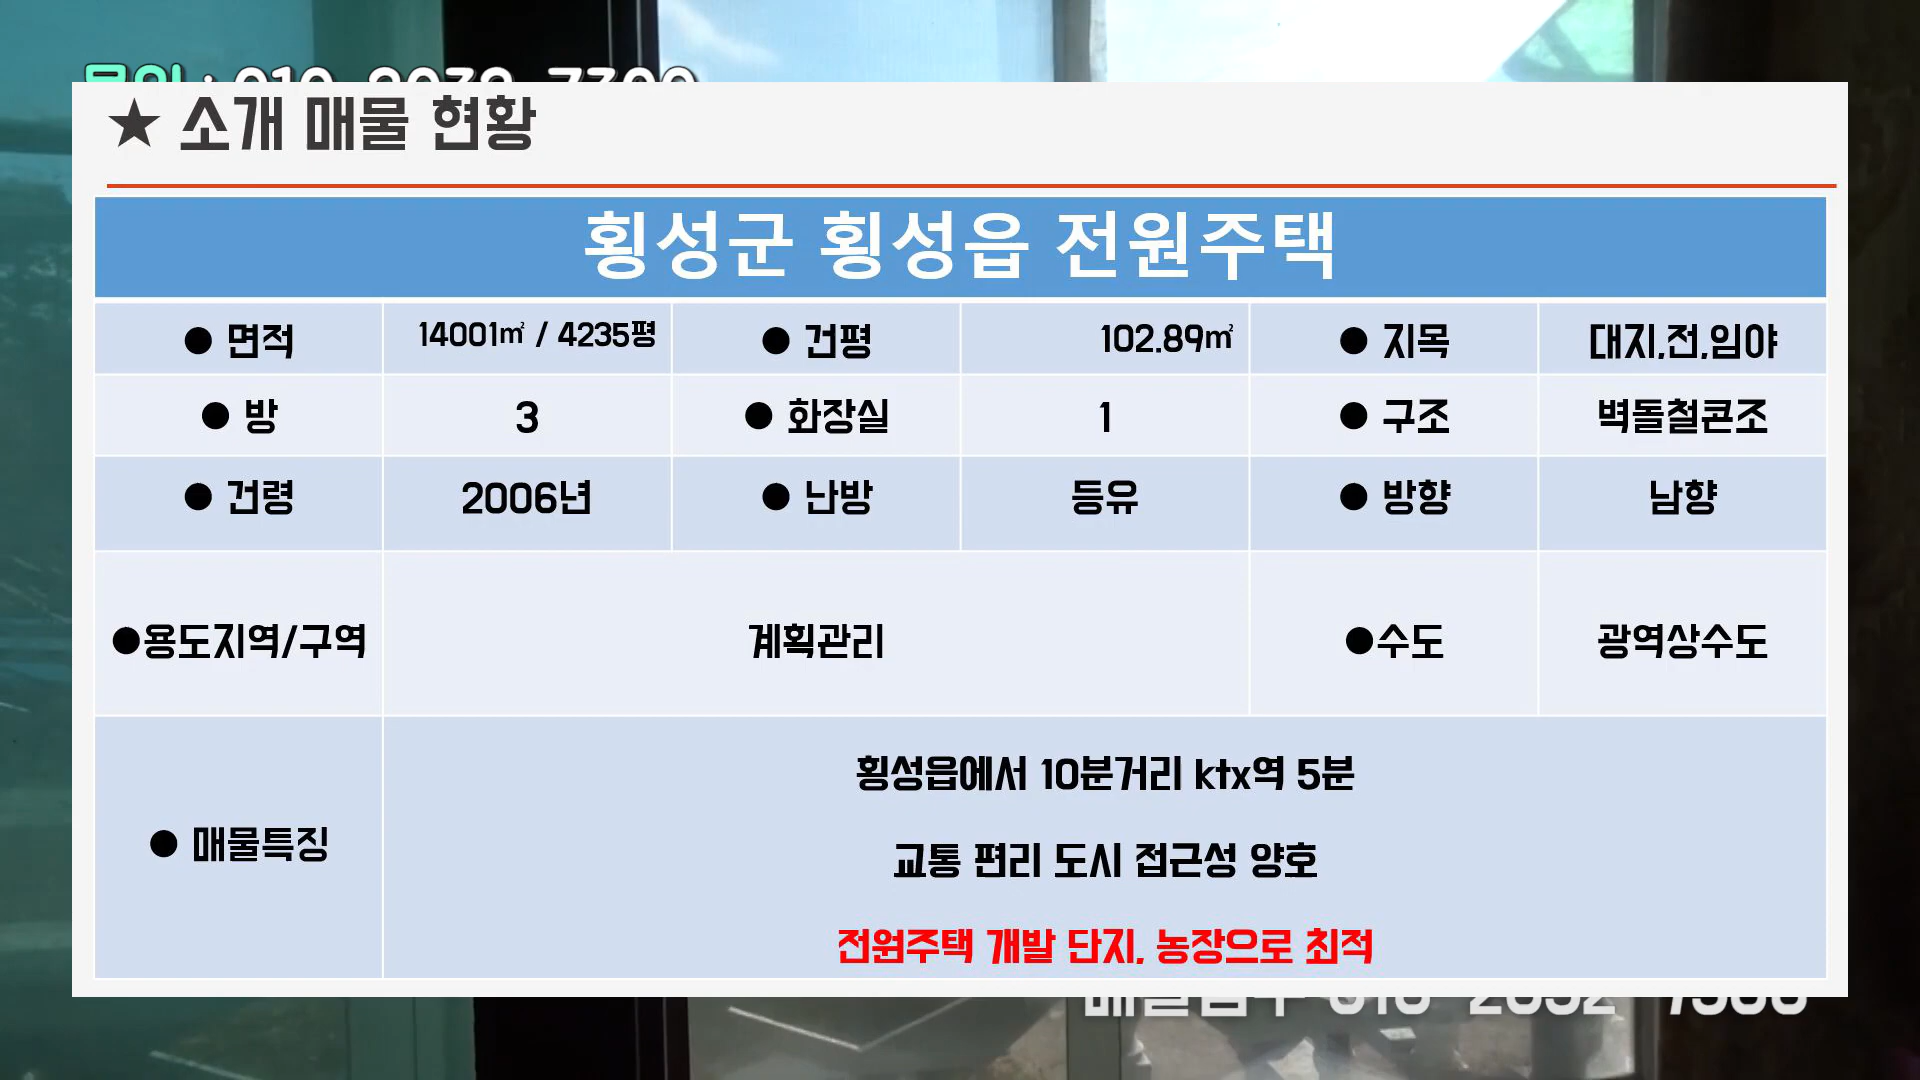 ★ 소개 매물 현황
횡성군 횡성읍 전원주택
● 면적 14001㎡ / 4235평 ● 건평 102.89㎡ ● 지목 대지,전,임야
● 방 3 ● 화장실 1 ● 구조 벽돌철콘조
● 건령 2006년 ● 난방 등유 ● 방향 남향
●용도지역/구역 계획관리 ●수도 광역상수도
● 매물특징
횡성읍에서 10분거리 ktx역 5분
교통 편리 도시 접근성 양호
전원주택 개발 단지, 농장으로 최적